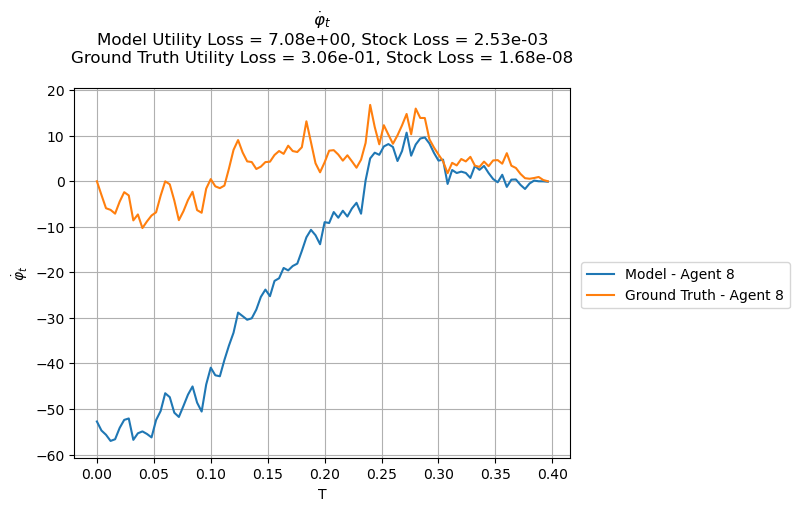 φ̇ₜ
Model Utility Loss = 7.08e+00, Stock Loss = 2.53e-03
Ground Truth Utility Loss = 3.06e-01, Stock Loss = 1.68e-08
20
10
0
−10
−20
−30
−40
−50
−60
φ̇ₜ
0.00 0.05 0.10 0.15 0.20 0.25 0.30 0.35 0.40
T
Model - Agent 8
Ground Truth - Agent 8